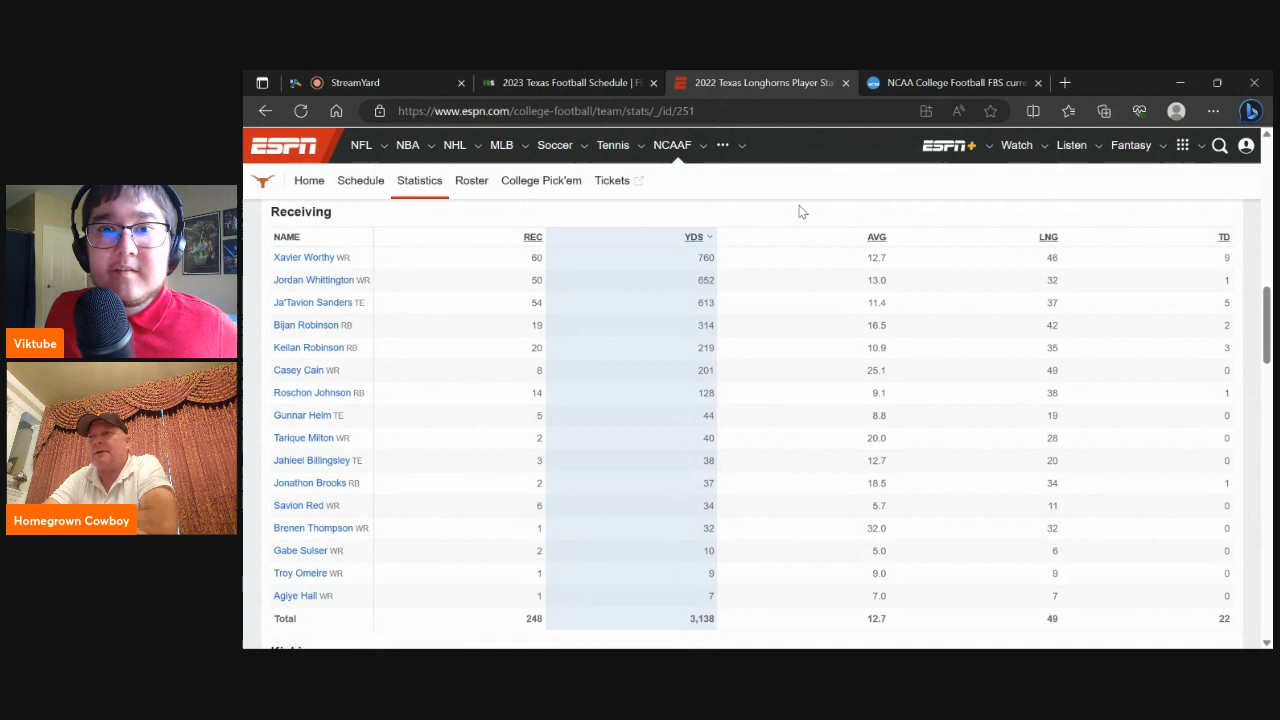 StreamYard
2023 Texas Football Schedule | F
2022 Texas Longhorns Player Sta
NCAA College Football FBS curre
https://www.espn.com/college-football/team/stats/_/id/251
ESPN NFL NBA NHL MLB Soccer Tennis NCAAF ••• ESPN+ Watch Listen Fantasy
Home Schedule Statistics Roster College Pick'em Tickets
Receiving
NAME REC YDS AVG LNG TD
Xavier Worthy WR 60 760 12.7 46 9
Jordan Whittington WR 50 652 13.0 32 1
Ja'Tavion Sanders TE 54 613 11.4 37 5
Bijan Robinson RB 19 314 16.5 42 2
Keilan Robinson RB 20 219 10.9 35 3
Casey Cain WR 8 201 25.1 49 0
Roschon Johnson RB 14 128 9.1 38 1
Gunnar Helm TE 5 44 8.8 19 0
Tarique Milton WR 2 40 20.0 28 0
Jahleel Billingsley TE 3 38 12.7 20 0
Jonathon Brooks RB 2 37 18.5 34 1
Savion Red WR 6 34 5.7 11 0
Brenen Thompson WR 1 32 32.0 32 0
Gabe Sulser WR 2 10 5.0 6 0
Troy Omeire WR 1 9 9.0 9 0
Agiye Hall WR 1 7 7.0 7 0
Total 248 3,138 12.7 49 22
Viktube
Homegrown Cowboy